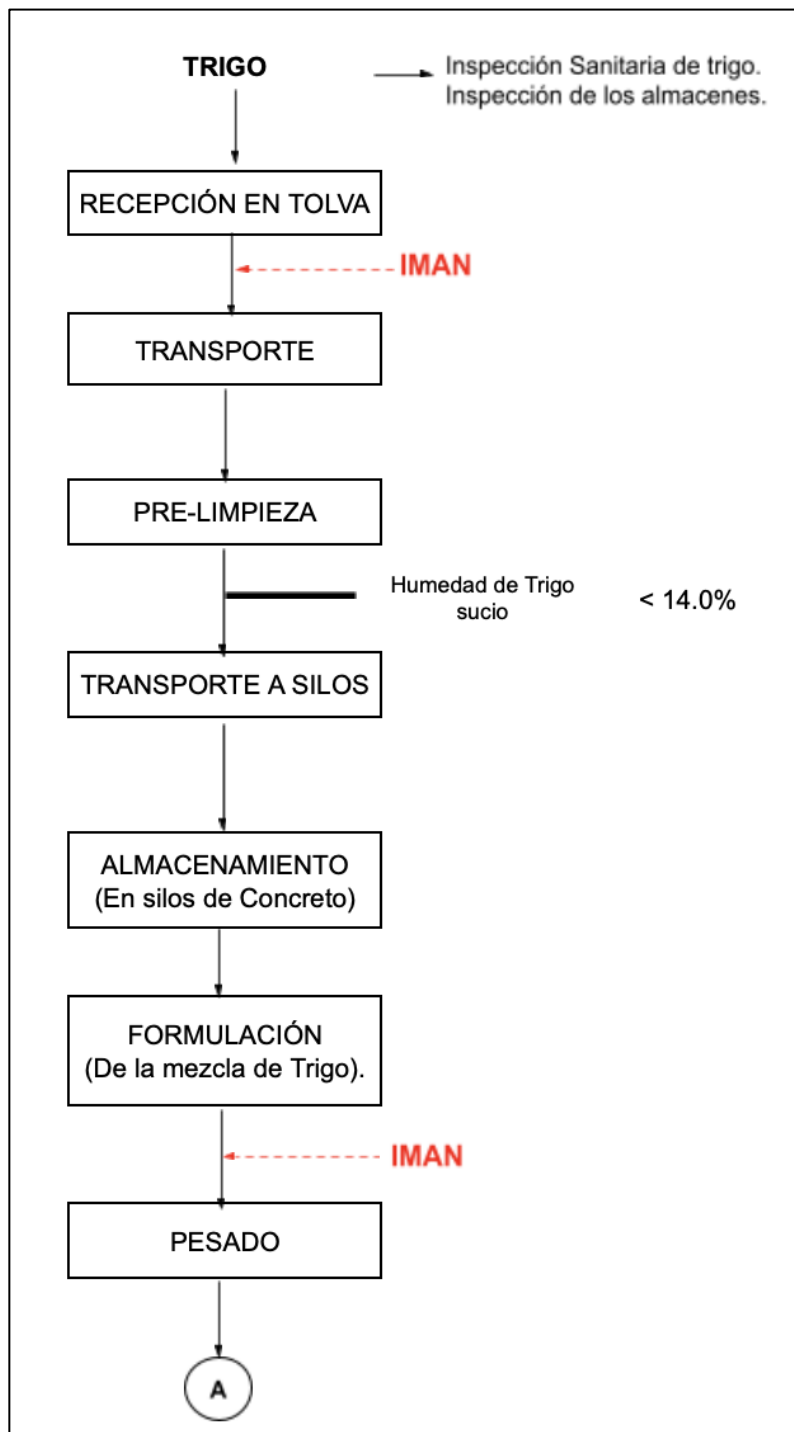 TRIGO
Inspección Sanitaria de trigo.
Inspección de los almacenes.
RECEPCIÓN EN TOLVA
IMAN
TRANSPORTE
PRE-LIMPIEZA
Humedad de Trigo
sucio
< 14.0%
TRANSPORTE A SILOS
ALMACENAMIENTO
(En silos de Concreto)
FORMULACIÓN
(De la mezcla de Trigo).
IMAN
PESADO
A